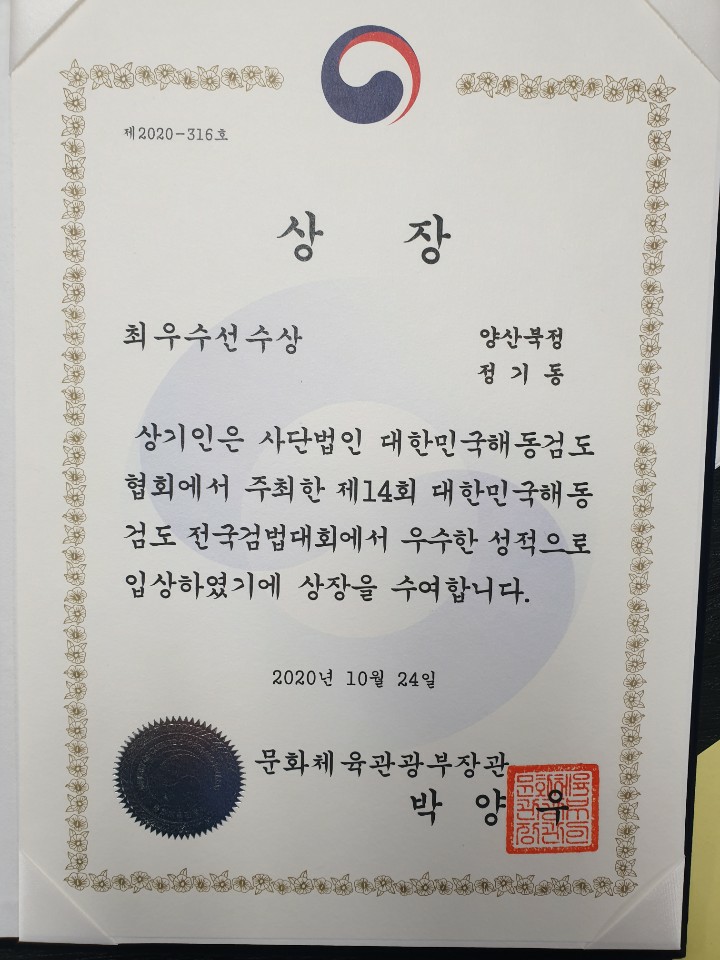 제2020-316호
상 장
최우수선수상
양산북정
정 기 동
상기인은 사단법인 대한민국해동검도
협회에서 주최한 제14회 대한민국해동
검도 전국검법대회에서 우수한 성적으로
입상하였기에 상장을 수여합니다.
2020년 10월 24일
문화체육관광부장관
박 양 우